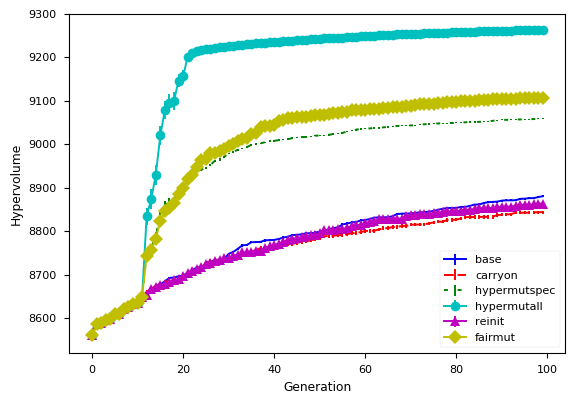 9300
9200
9100
9000
8900
8800
8700
8600
Hypervolume
0
20
40
60
80
100
Generation
base
carryon
hypermutspec
hypermutall
reinit
fairmut